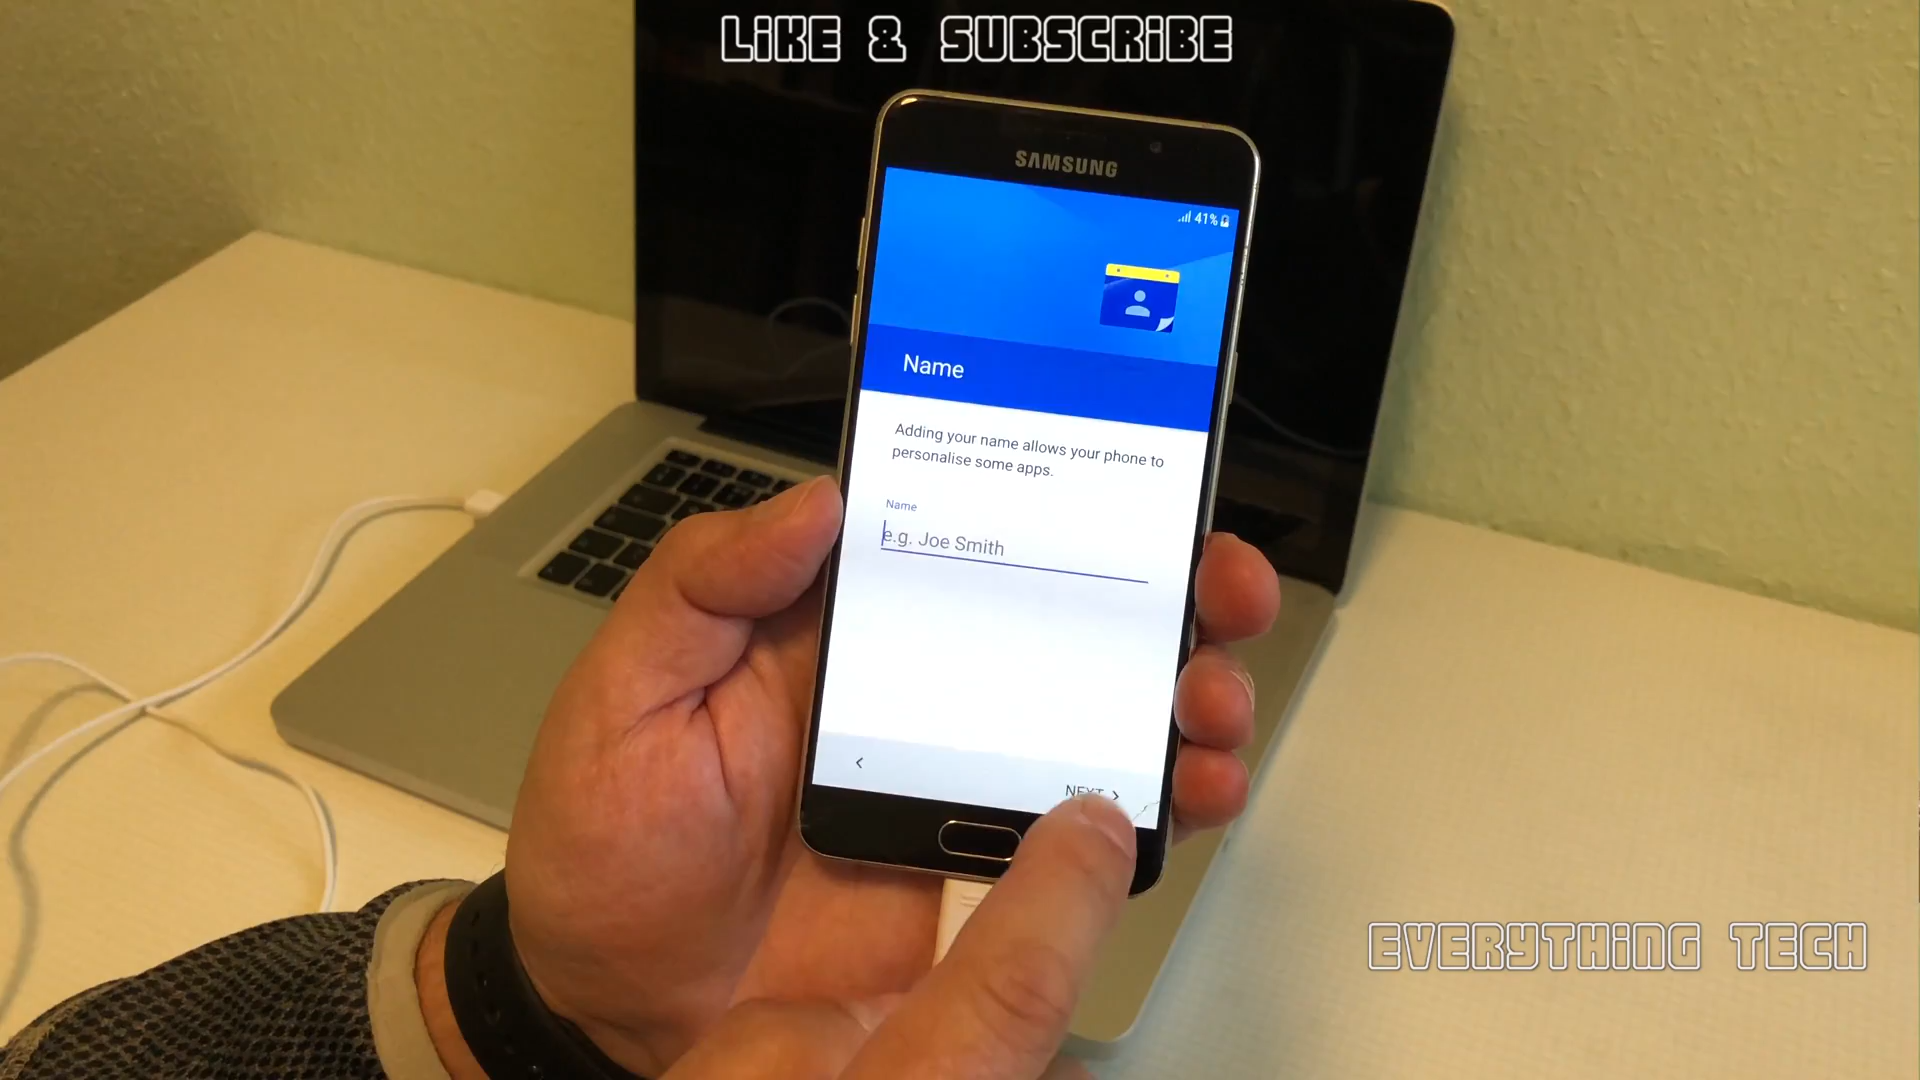 LIKE & SUBSCRIBE
SAMSUNG
41%
Name
Adding your name allows your phone to
personalise some apps.
Name
e.g. Joe Smith
NEXT
EVERYTHING TECH